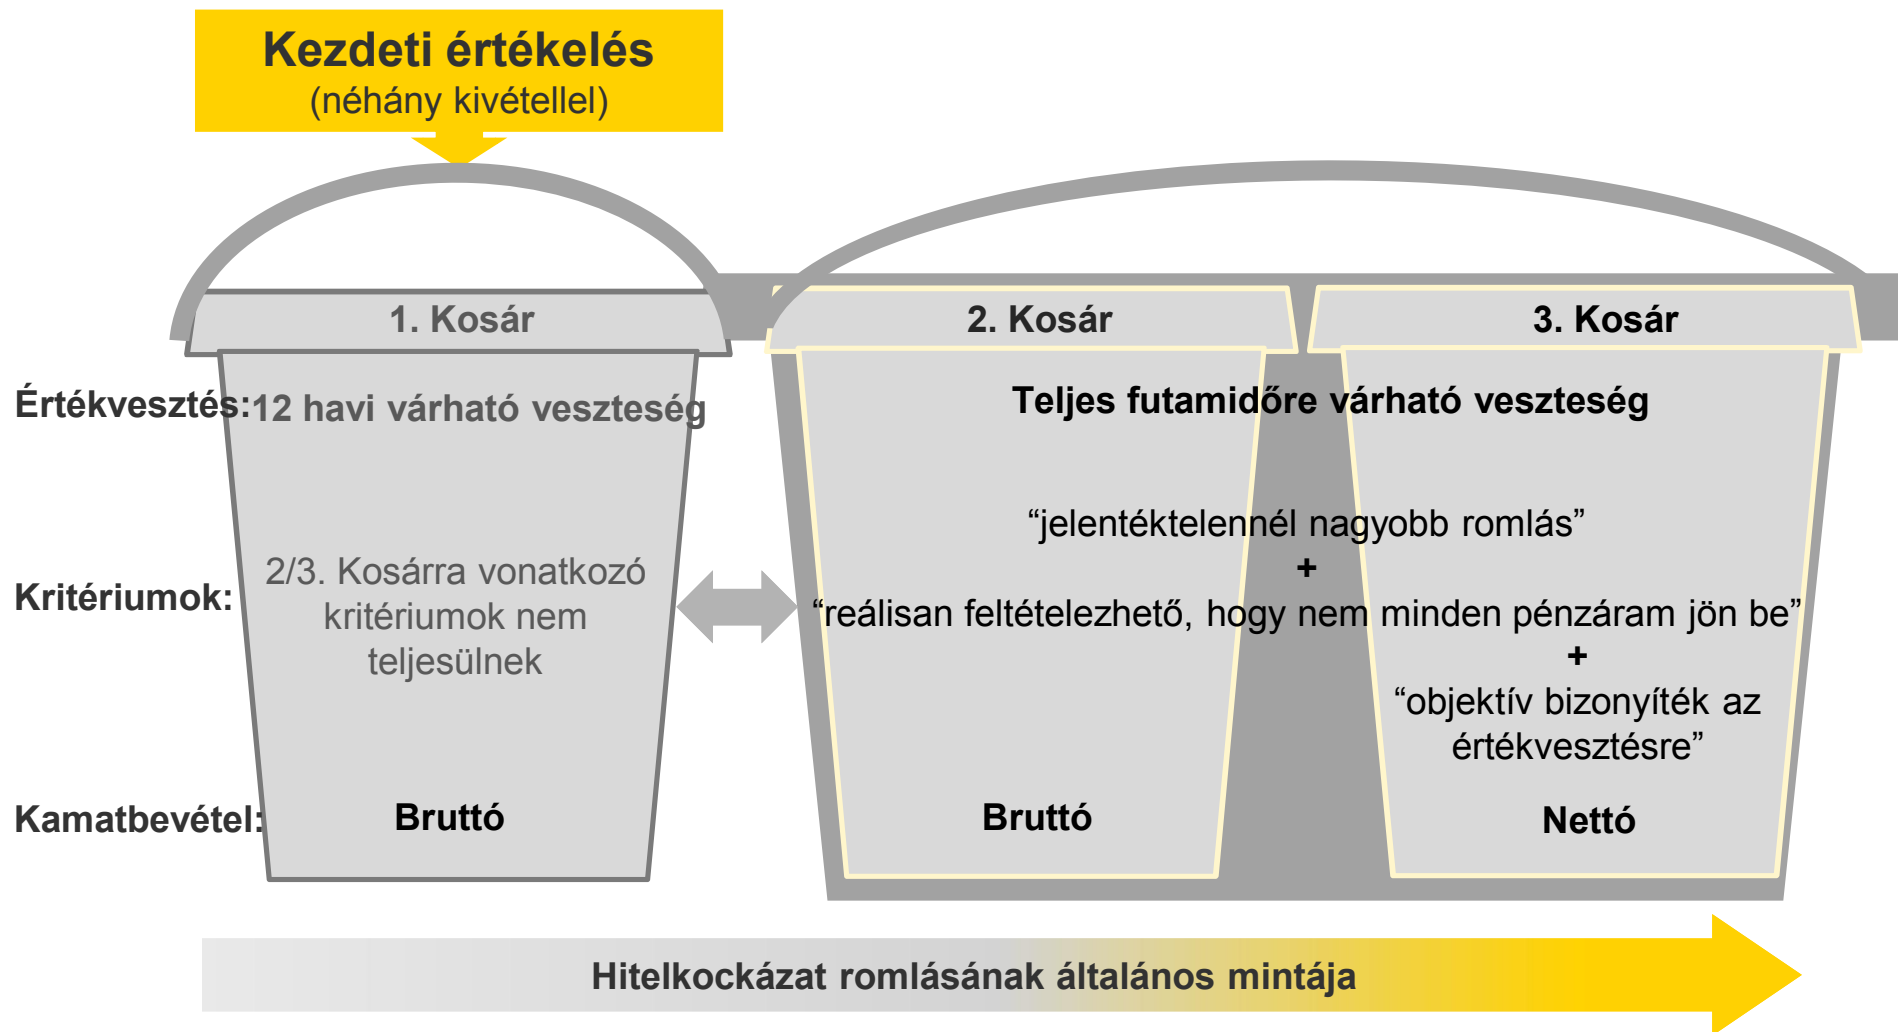 Kezdeti értékelés
(néhány kivétellel)
1. Kosár
2. Kosár
3. Kosár
Értékvesztés:
12 havi várható veszteség
Teljes futamidőre várható veszteség
Kritériumok:
2/3. Kosárra vonatkozó
kritériumok nem
teljesülnek
“jelentéktelennél nagyobb romlás”
+
“reálisan feltételezhető, hogy nem minden pénzáram jön be”
+
“objektív bizonyíték az
értékvesztésre”
Kamatbevétel:
Bruttó
Bruttó
Nettó
Hitelkockázat romlásának általános mintája